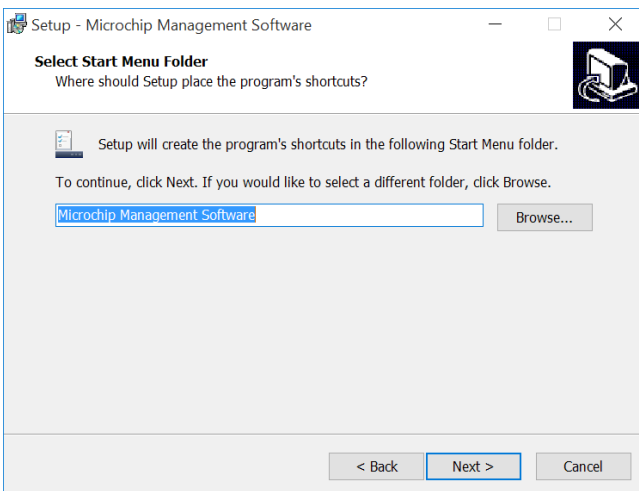 Setup - Microchip Management Software
Select Start Menu Folder
Where should Setup place the program's shortcuts?
Setup will create the program's shortcuts in the following Start Menu folder.
To continue, click Next. If you would like to select a different folder, click Browse.
Microchip Management Software
Browse...
< Back
Next >
Cancel